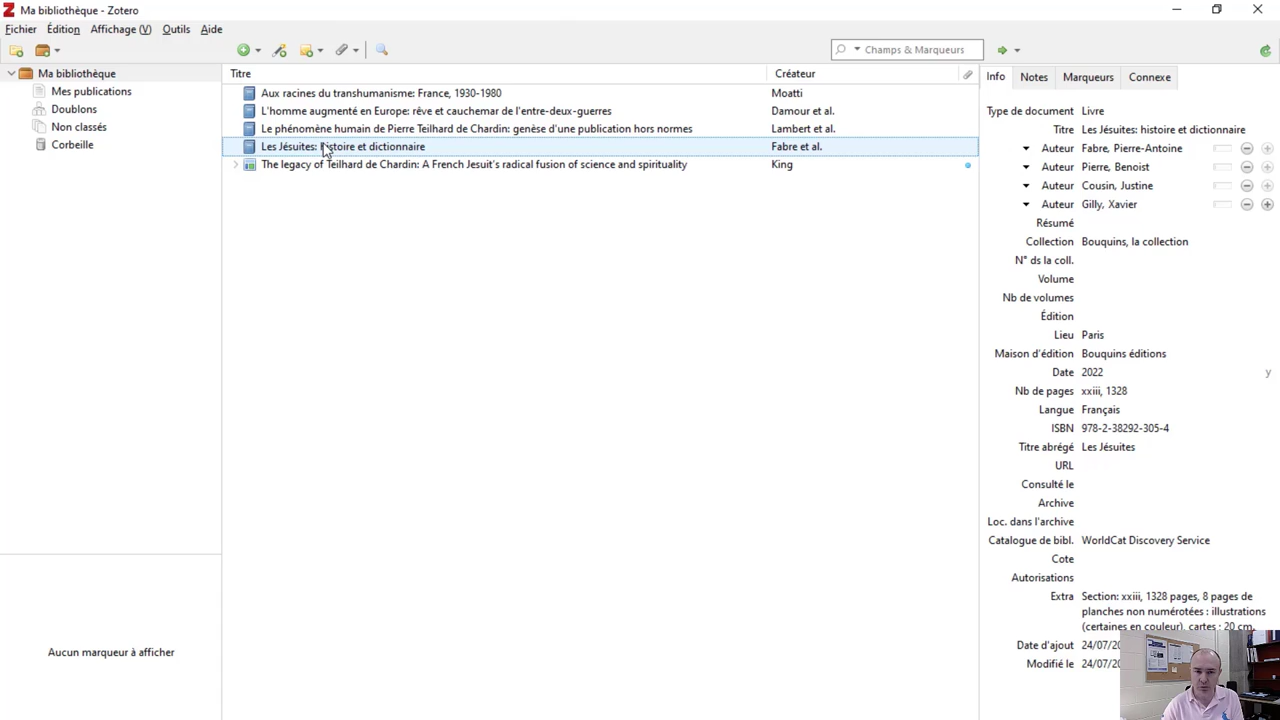 Ma bibliothèque - Zotero
Fichier Édition Affichage (V) Outils Aide
Champs & Marqueurs
Ma bibliothèque
Mes publications
Doublons
Non classés
Corbeille
Aucun marqueur à afficher
Titre Créateur
Aux racines du transhumanisme: France, 1930-1980 Moatti
L'homme augmenté en Europe: rêve et cauchemar de l'entre-deux-guerres Damour et al.
Le phénomène humain de Pierre Teilhard de Chardin: genèse d'une publication hors normes Lambert et al.
Les Jésuites: histoire et dictionnaire Fabre et al.
The legacy of Teilhard de Chardin: A French Jesuit's radical fusion of science and spirituality King
Info Notes Marqueurs Connexe
Type de document Livre
Titre Les Jésuites: histoire et dictionnaire
Auteur Fabre, Pierre-Antoine
Auteur Pierre, Benoist
Auteur Cousin, Justine
Auteur Gilly, Xavier
Résumé
Collection Bouquins, la collection
N° ds la coll.
Volume
Nb de volumes
Édition
Lieu Paris
Maison d'édition Bouquins éditions
Date 2022 y
Nb de pages xxiii, 1328
Langue Français
ISBN 978-2-38292-305-4
Titre abrégé Les Jésuites
URL
Consulté le
Archive
Loc. dans l'archive
Catalogue de bibl. WorldCat Discovery Service
Cote
Autorisations
Extra Section: xxiii, 1328 pages, 8 pages de
planches non numérotées : illustrations
(certaines en couleur), cartes ; 20 cm.
Date d'ajout 24/07/20
Modifié le 24/07/20